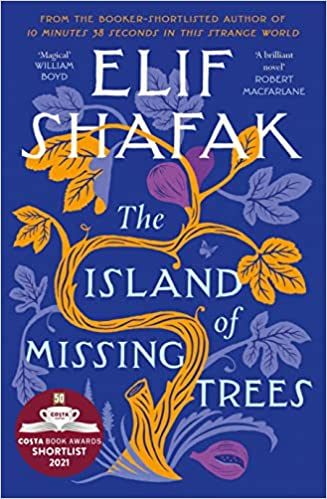 FROM THE BOOKER-SHORTLISTED AUTHOR OF
10 MINUTES 38 SECONDS IN THIS STRANGE WORLD
'Magical'
WILLIAM
BOYD
'A brilliant
novel'
ROBERT
MACFARLANE
ELIF
SHAFAK
The
ISLAND
of
MISSING
TREES
50
COSTA
COSTA BOOK AWARDS
SHORTLIST
2021